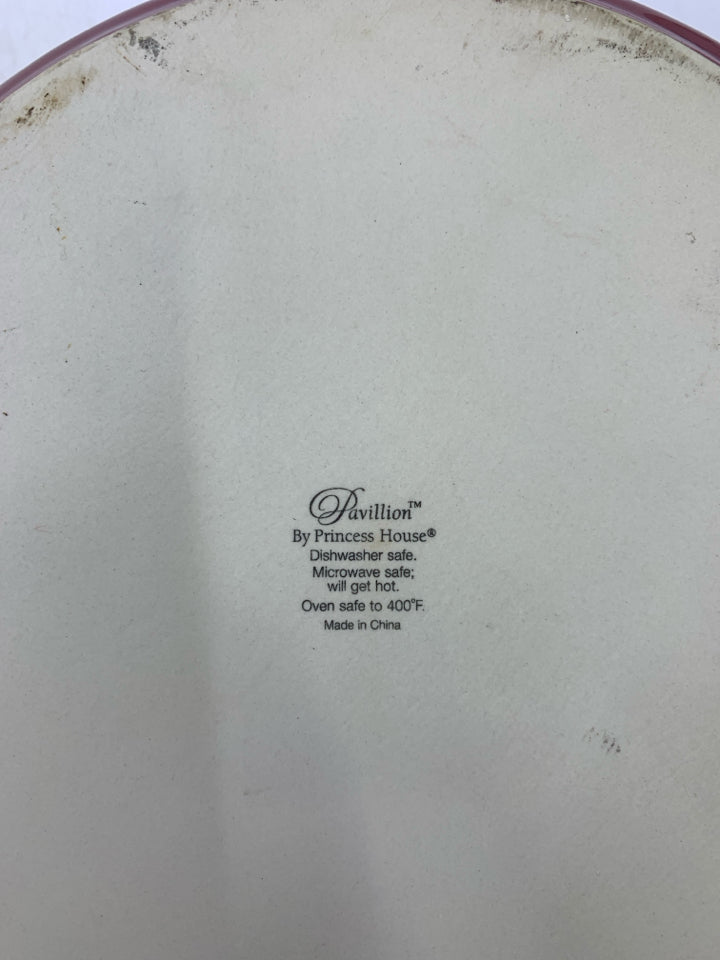 Pavillion™
By Princess House®
Dishwasher safe.
Microwave safe;
will get hot.
Oven safe to 400°F.
Made in China